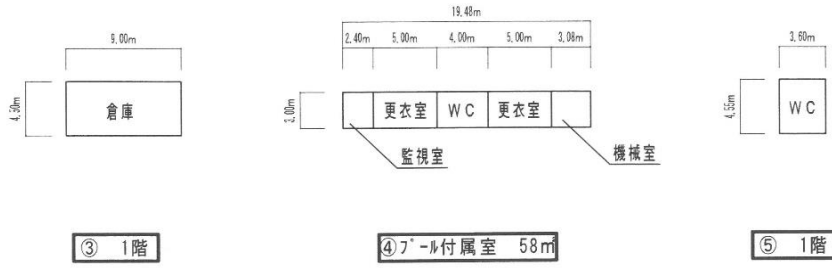 19.48m
9.00m
2.40m 5.00m 4.00m 5.00m 3.08m
3.60m
4.50m
倉庫
3.00m
更衣室
WC
更衣室
4.55m
WC
監視室
機械室
③ 1階
④プール付属室 58㎡
⑤ 1階